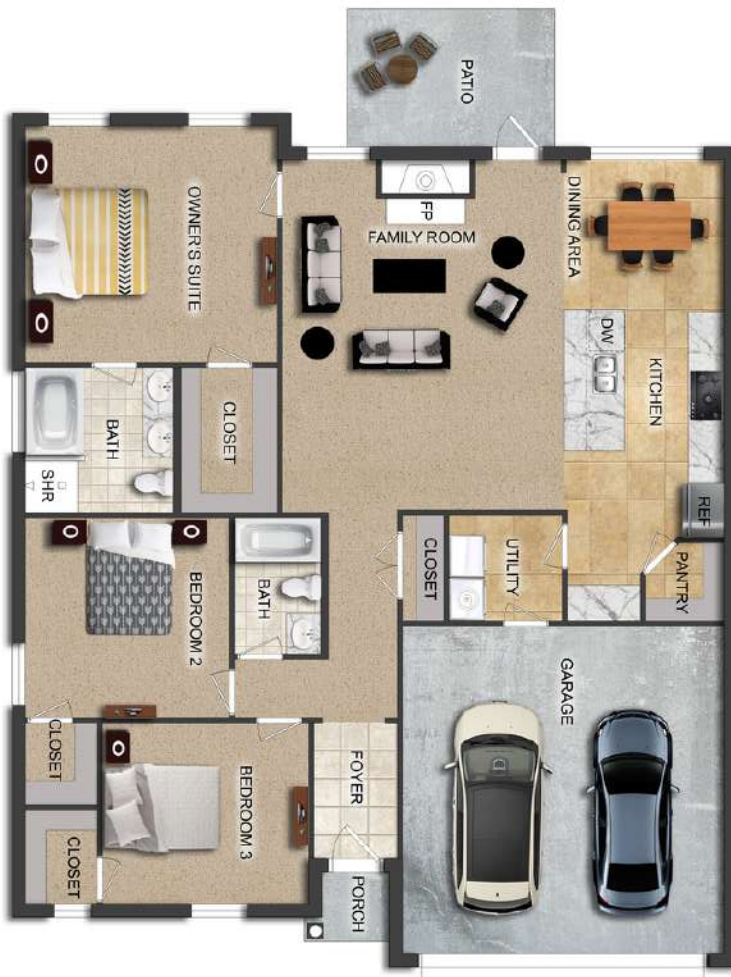 PATIO
OWNER'S SUITE
FP
FAMILY ROOM
DINING AREA
DW
KITCHEN
BATH
CLOSET
SHR
REF
BEDROOM 2
BATH
CLOSET
UTILITY
PANTRY
GARAGE
CLOSET
BEDROOM 3
FOYER
CLOSET
PORCH